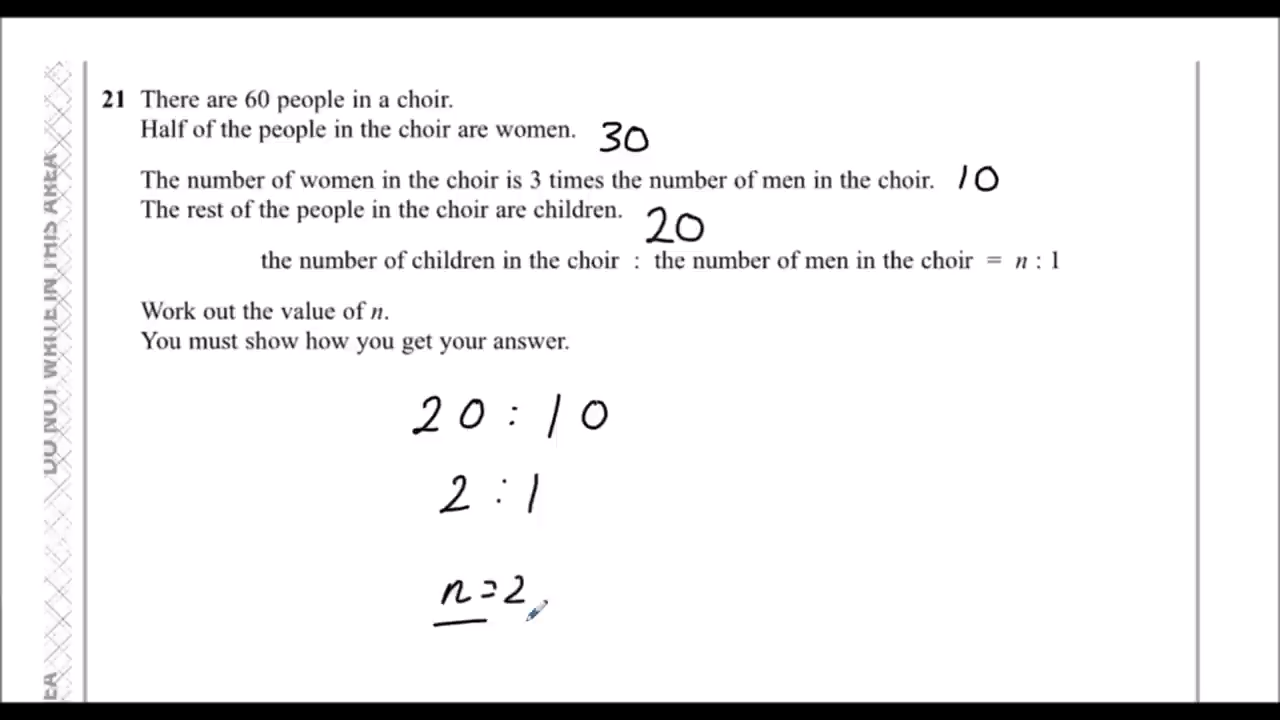 21 There are 60 people in a choir.
Half of the people in the choir are women. 30
The number of women in the choir is 3 times the number of men in the choir. 10
The rest of the people in the choir are children. 20
the number of children in the choir : the number of men in the choir = n : 1
Work out the value of n.
You must show how you get your answer.
20 : 10
2 : 1
n = 2
DO NOT WRITE IN THIS AREA
EA